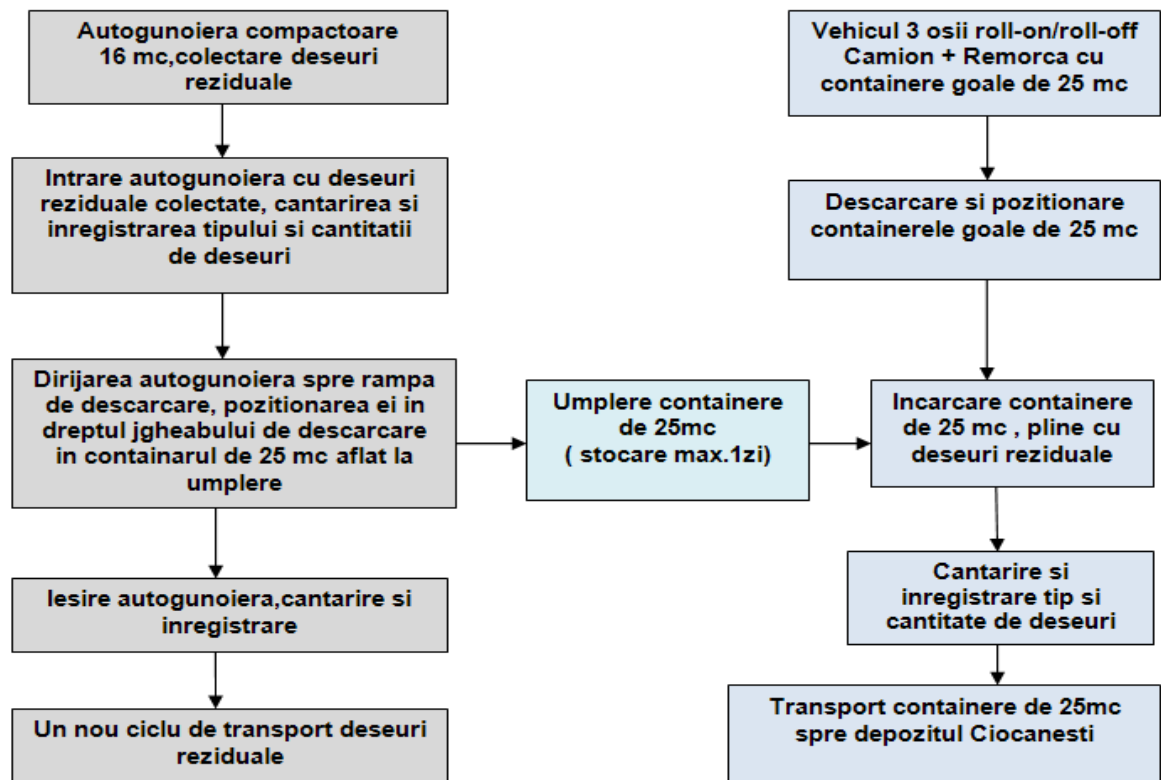 Autogunoiera compactoare
16 mc,colectare deseuri
reziduale
Intrare autogunoiera cu deseuri
reziduale colectate, cantarirea si
inregistrarea tipului si cantitatii
de deseuri
Dirijarea autogunoiera spre rampa
de descarcare, pozitionarea ei in
dreptul jgheabului de descarcare
in containarul de 25 mc aflat la
umplere
Iesire autogunoiera,cantarire si
inregistrare
Un nou ciclu de transport deseuri
reziduale
Umplere containere
de 25mc
( stocare max.1zi)
Vehicul 3 osii roll-on/roll-off
Camion + Remorca cu
containere goale de 25 mc
Descarcare si pozitionare
containerele goale de 25 mc
Incarcare containere
de 25 mc , pline cu
deseuri reziduale
Cantarire si
inregistrare tip si
cantitate de deseuri
Transport containere de 25mc
spre depozitul Ciocanesti